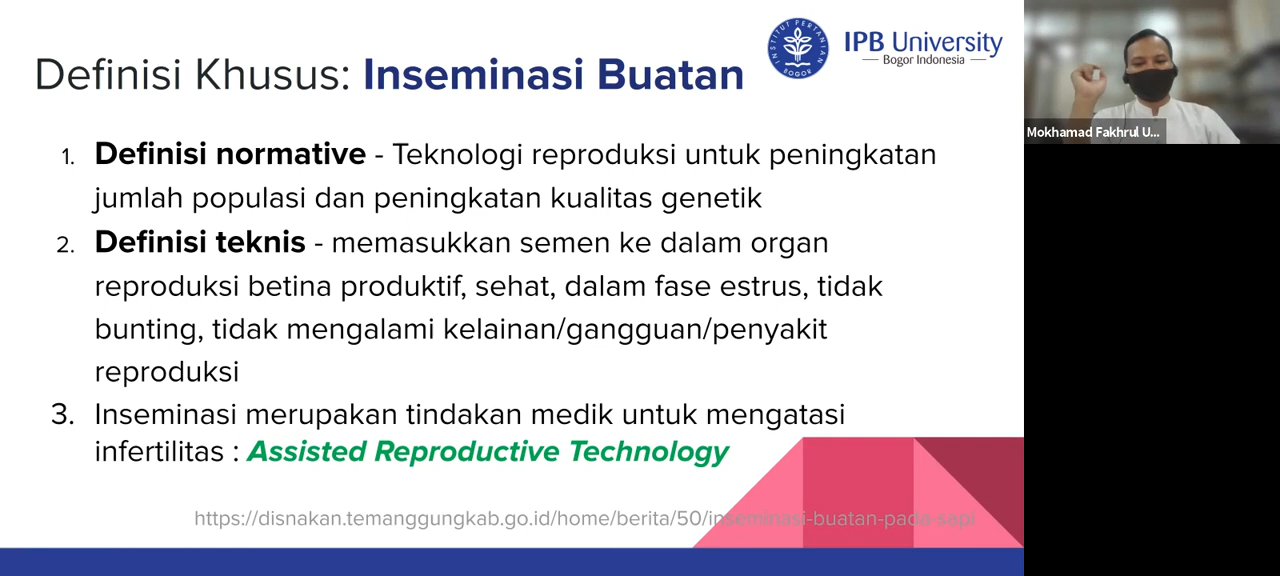 Definisi Khusus: Inseminasi Buatan
INSTITUT PERTANIAN BOGOR
IPB University
Bogor Indonesia
Mokhamad Fakhrul U...
1. Definisi normative - Teknologi reproduksi untuk peningkatan
jumlah populasi dan peningkatan kualitas genetik
2. Definisi teknis - memasukkan semen ke dalam organ
reproduksi betina produktif, sehat, dalam fase estrus, tidak
bunting, tidak mengalami kelainan/gangguan/penyakit
reproduksi
3. Inseminasi merupakan tindakan medik untuk mengatasi
infertilitas : Assisted Reproductive Technology
https://disnakan.temanggungkab.go.id/home/berita/50/inseminasi-buatan-pada-sapi